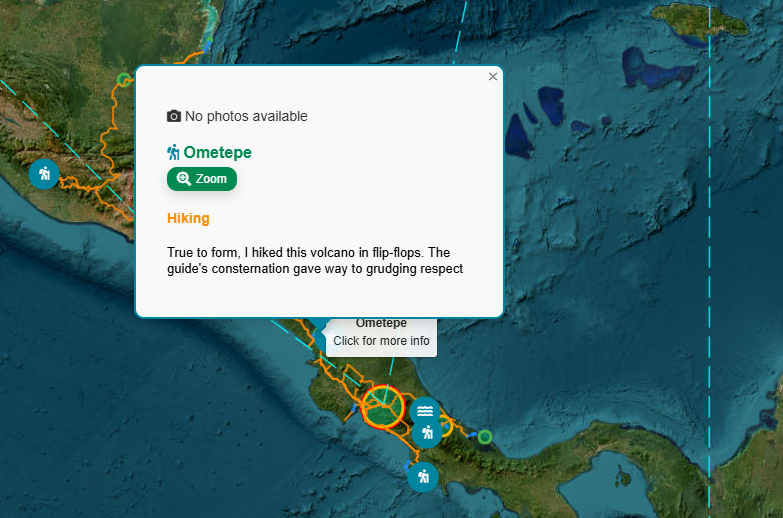 No photos available
Ometepe
Zoom
Hiking
True to form, I hiked this volcano in flip-flops. The
guide's consternation gave way to grudging respect
Ometepe
Click for more info